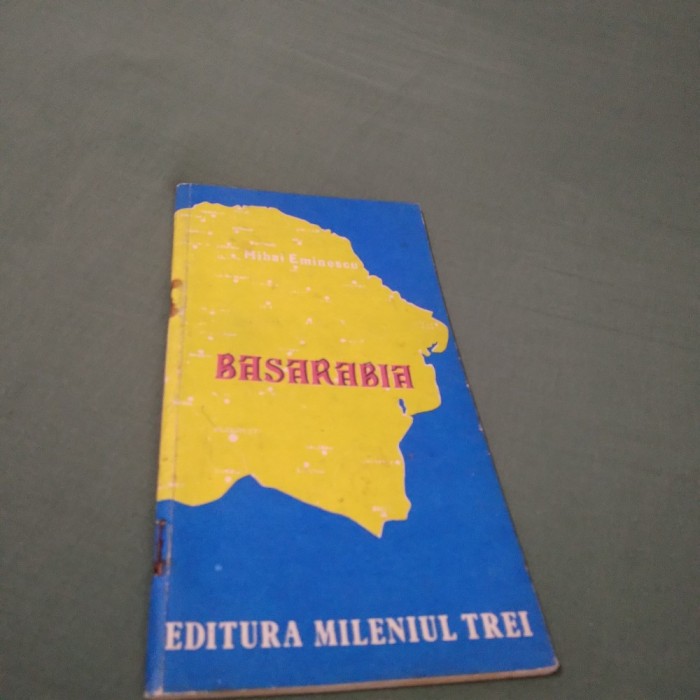 Mihai Eminescu
BASARABIA
EDITURA MILENIUL TREI